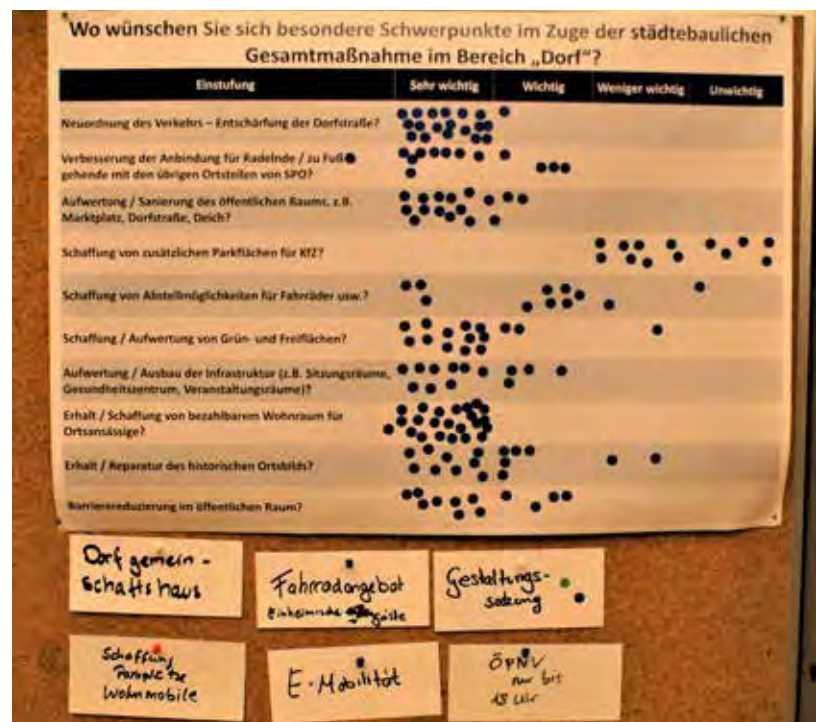 Wo wünschen Sie sich besondere Schwerpunkte im Zuge der städtebaulichen
Gesamtmaßnahme im Bereich „Dorf“?
Einstufung Sehr wichtig Wichtig Weniger wichtig Unwichtig
Neuordnung des Verkehrs – Entschärfung der Dorfstraße?
Verbesserung der Anbindung für Radelnde / zu Fuß
gehende mit den übrigen Ortsteilen von SPO?
Aufwertung / Sanierung des öffentlichen Raums, z.B.
Marktplatz, Dorfstraße, Deich?
Schaffung von zusätzlichen Parkflächen für KfZ?
Schaffung von Abstellmöglichkeiten für Fahrräder usw.?
Schaffung / Aufwertung von Grün- und Freiflächen?
Aufwertung / Ausbau der Infrastruktur (z.B. Sitzungsräume,
Gesundheitszentrum, Veranstaltungsräume)?
Erhalt / Schaffung von bezahlbarem Wohnraum für
Ortsansässige?
Erhalt / Reparatur des historischen Ortsbilds?
Barrierereduzierung im öffentlichen Raum?
Dorfgemein-
schaftshaus
Fahrradangebot
Einheimische Gäste
Gestaltungs-
satzung
Schaffung
Wohnmobile
E-Mobilität
ÖPNV
nur bis
18 Uhr